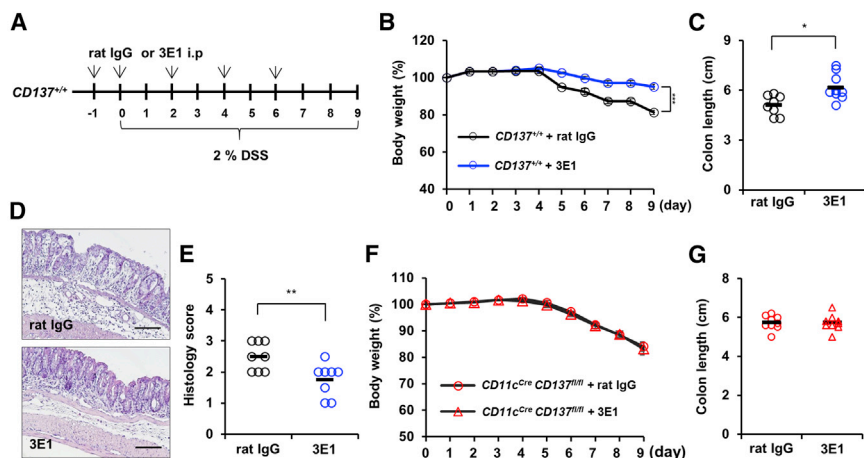 A
rat IgG or 3E1 i.p
CD137+/+
-1 0 1 2 3 4 5 6 7 8 9
2 % DSS
B
Body weight (%)
120
100
80
60
40
CD137+/+ + rat IgG
CD137+/+ + 3E1
***
0 1 2 3 4 5 6 7 8 9 (day)
C
Colon length (cm)
9
6
3
0
*
rat IgG 3E1
D
rat IgG
3E1
E
Histology score
5
4
3
2
1
0
**
rat IgG 3E1
F
Body weight (%)
110
100
90
80
70
60
50
CD11cCre CD137fl/fl + rat IgG
CD11cCre CD137fl/fl + 3E1
0 1 2 3 4 5 6 7 8 9 (day)
G
Colon length (cm)
8
6
4
2
0
rat IgG 3E1